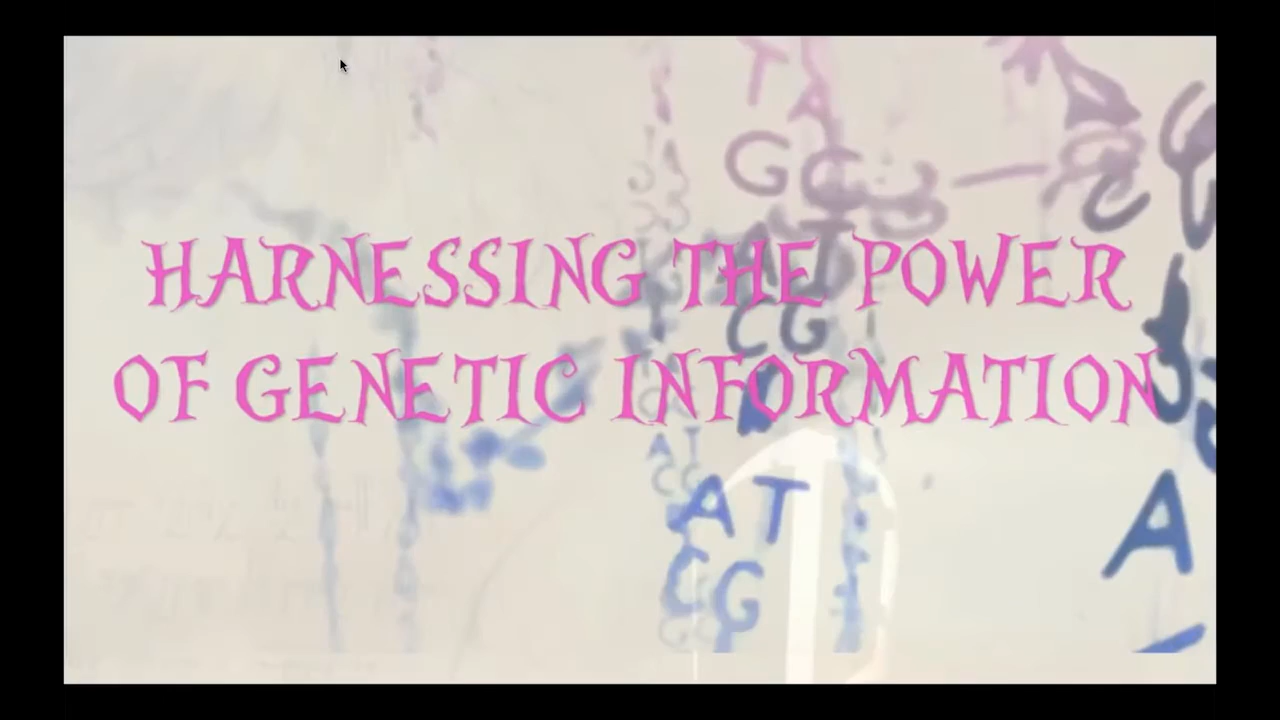 T
A
G C
HARNESSING THE POWER
A T
C G
OF GENETIC INFORMATION
A T
C G
A T
C G
A